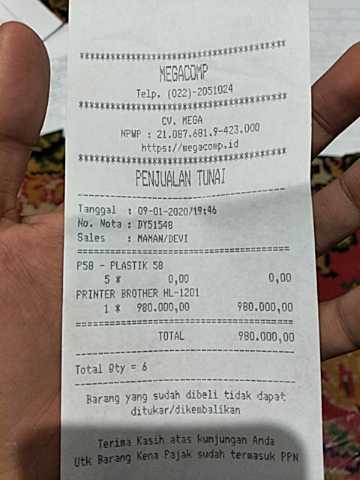 ****************************************
MEGACOMP
Telp. (022)-2051024
****************************************
CV. MEGA
NPWP : 21.087.681.9-423.000
https://megacomp.id
****************************************
PENJUALAN TUNAI
----------------------------------------
Tanggal : 09-01-2020/19:46
No. Nota : DY51548
Sales : MAMAN/DEVI
========================================
P58 - PLASTIK 58
5 * 0,00 0,00
PRINTER BROTHER HL-1201
1 * 980.000,00 980.000,00
========================================
TOTAL 980.000,00
----------------------------------------
Total Qty = 6
----------------------------------------
Barang yang sudah dibeli tidak dapat
ditukar/dikembalikan
Terima Kasih atas kunjungan Anda
Utk Barang Kena Pajak sudah termasuk PPN